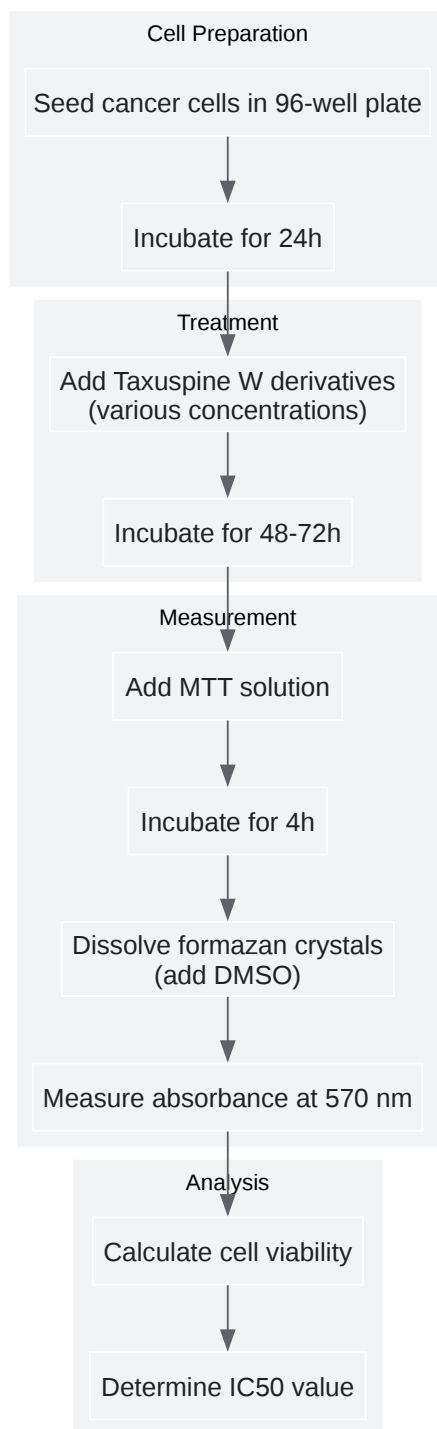 Cell Preparation
Seed cancer cells in 96-well plate
Incubate for 24h
Treatment
Add Taxuspine W derivatives
(various concentrations)
Incubate for 48-72h
Measurement
Add MTT solution
Incubate for 4h
Dissolve formazan crystals
(add DMSO)
Measure absorbance at 570 nm
Analysis
Calculate cell viability
Determine IC50 value